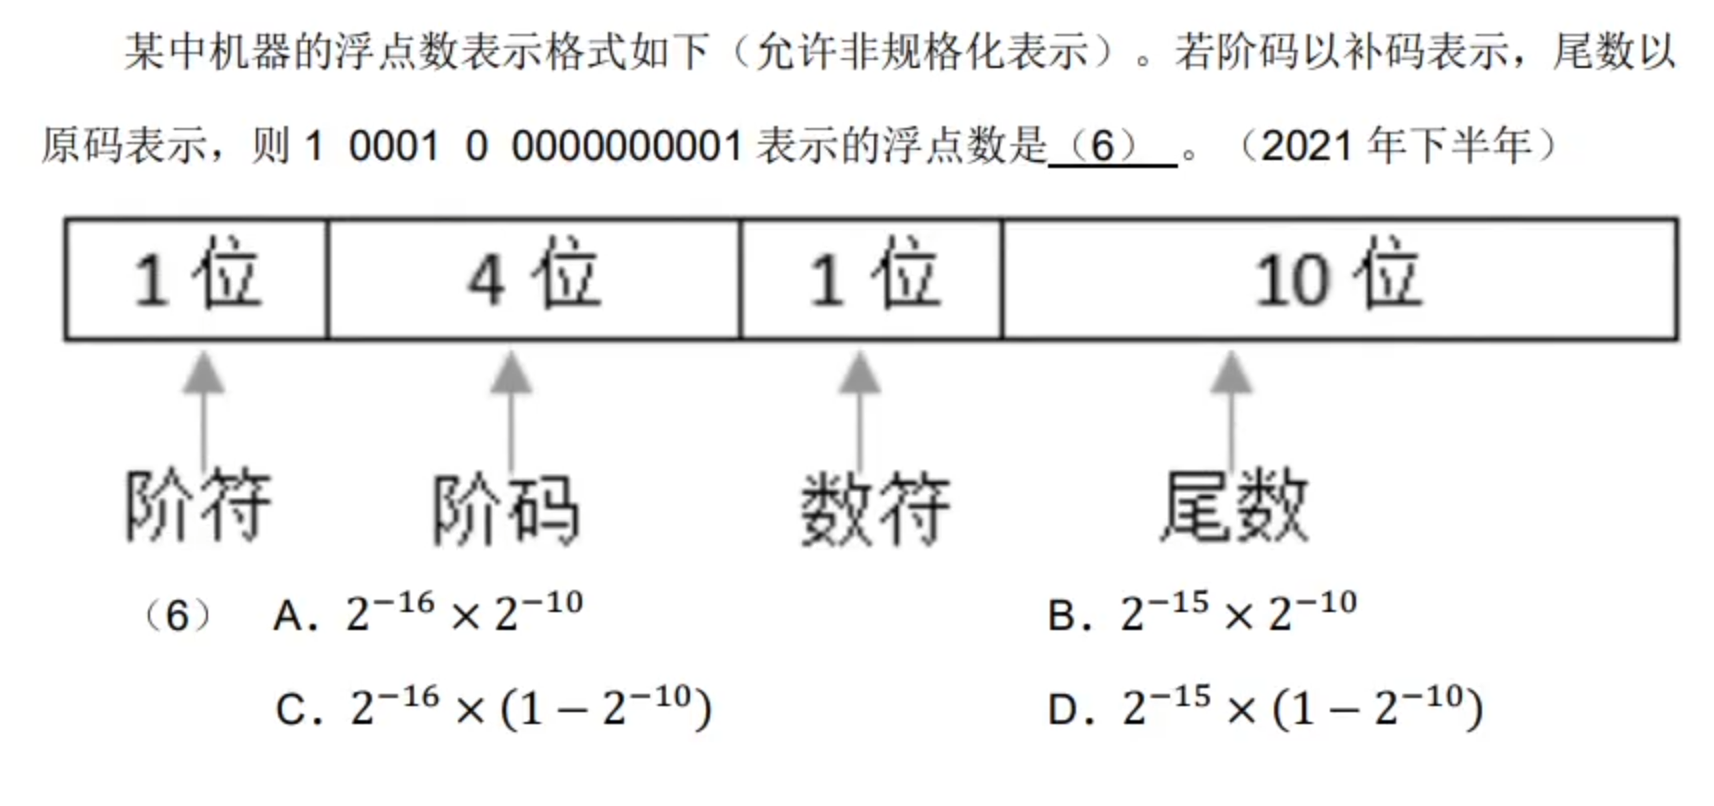 某中机器的浮点数表示格式如下（允许非规格化表示）。若阶码以补码表示，尾数以
原码表示，则 1 0001 0 0000000001 表示的浮点数是（6）。（2021 年下半年）
1 位 4 位 1 位 10 位
阶符 阶码 数符 尾数
（6） A. 2⁻¹⁶ × 2⁻¹⁰ B. 2⁻¹⁵ × 2⁻¹⁰
C. 2⁻¹⁶ × (1 − 2⁻¹⁰) D. 2⁻¹⁵ × (1 − 2⁻¹⁰)